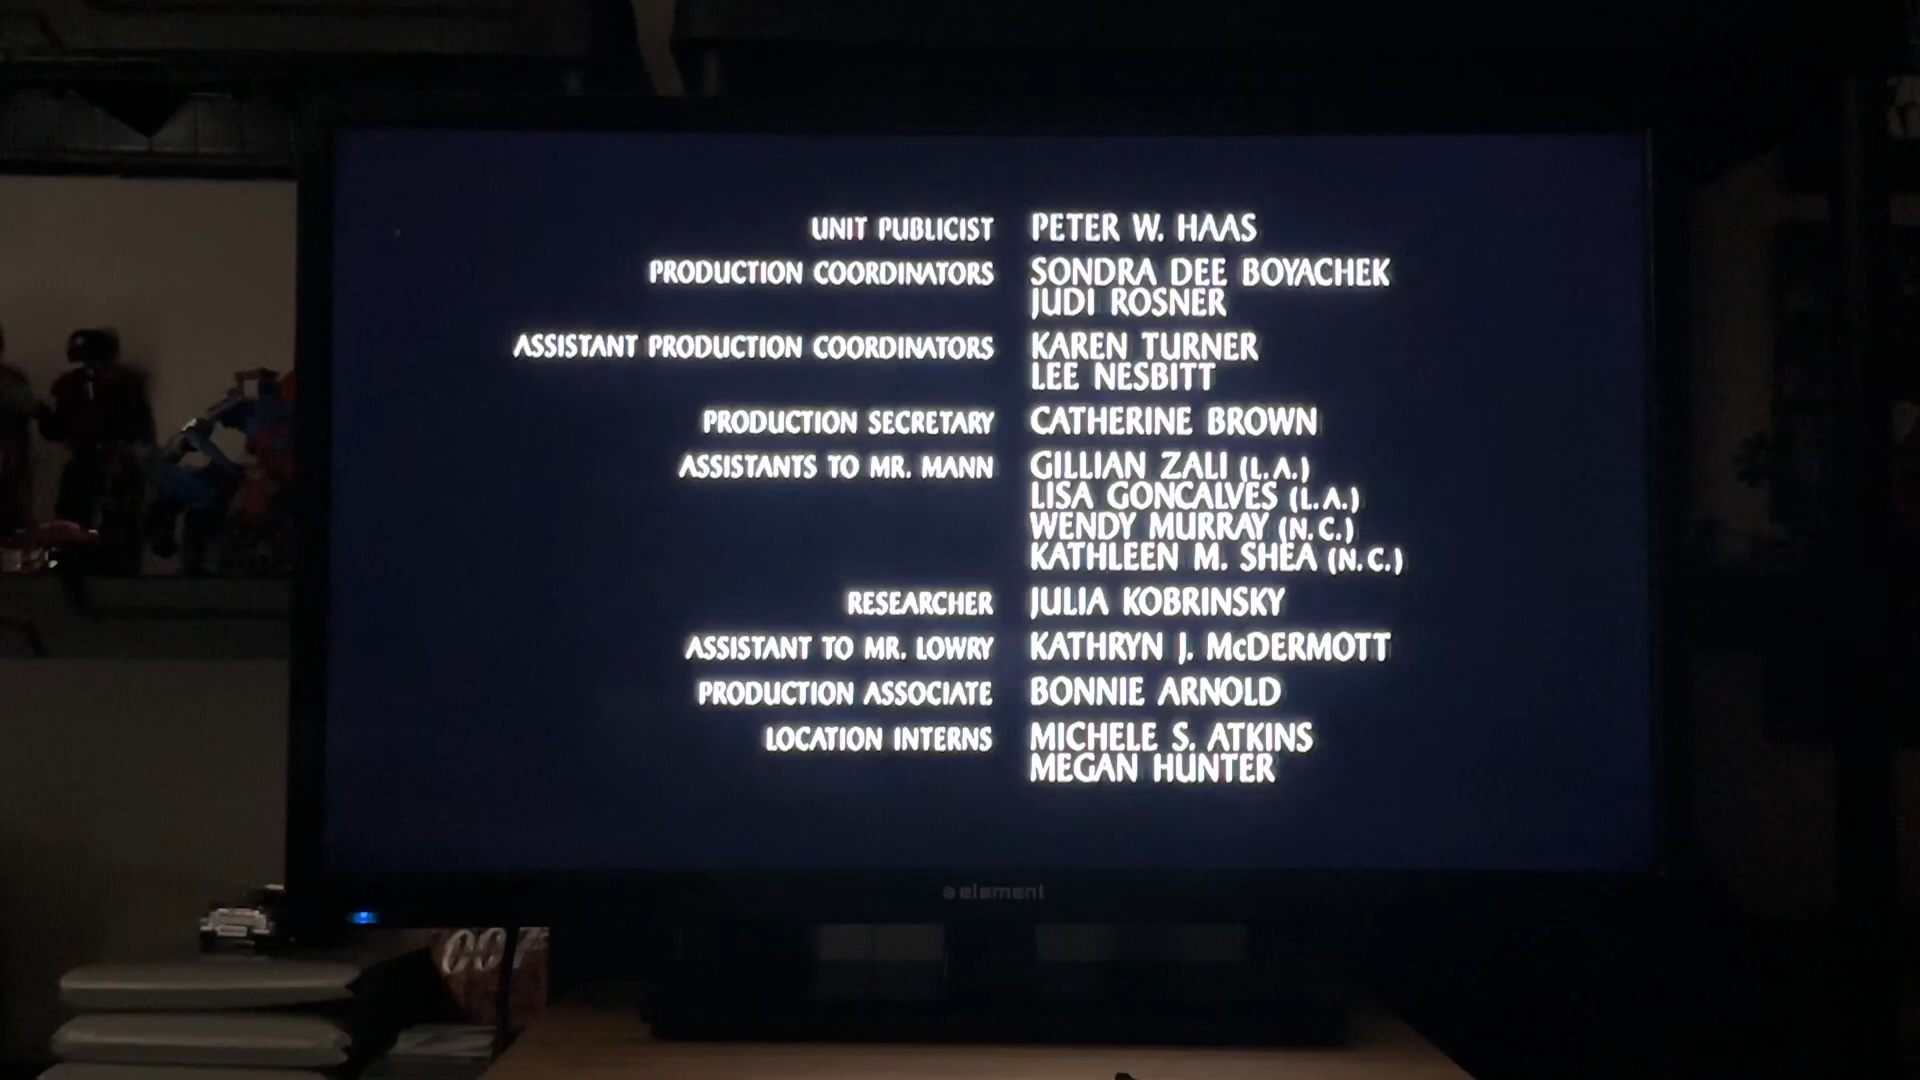 UNIT PUBLICIST PETER W. HAAS
PRODUCTION COORDINATORS SONDRA DEE BOYACHEK
JUDI ROSNER
ASSISTANT PRODUCTION COORDINATORS KAREN TURNER
LEE NESBITT
PRODUCTION SECRETARY CATHERINE BROWN
ASSISTANTS TO MR. MANN GILLIAN ZALI (L.A.)
LISA GONCALVES (L.A.)
WENDY MURRAY (N.C.)
KATHLEEN M. SHEA (N.C.)
RESEARCHER JULIA KOBRINSKY
ASSISTANT TO MR. LOWRY KATHRYN J. McDERMOTT
PRODUCTION ASSOCIATE BONNIE ARNOLD
LOCATION INTERNS MICHELE S. ATKINS
MEGAN HUNTER
element
007